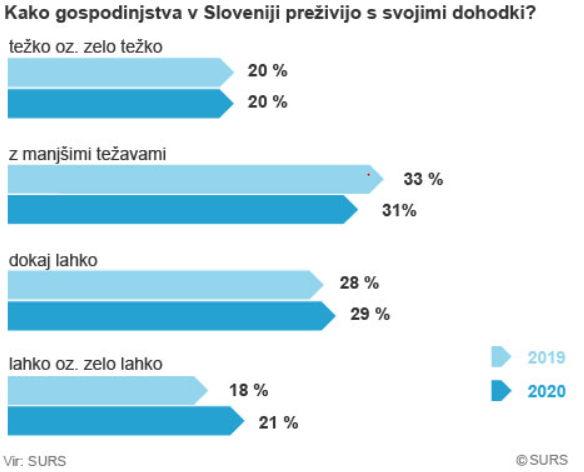 Kako gospodinjstva v Sloveniji preživijo s svojimi dohodki?
težko oz. zelo težko
20 %
20 %
z manjšimi težavami
33 %
31%
dokaj lahko
28 %
29 %
lahko oz. zelo lahko
18 %
21 %
2019
2020
Vir: SURS
© SURS